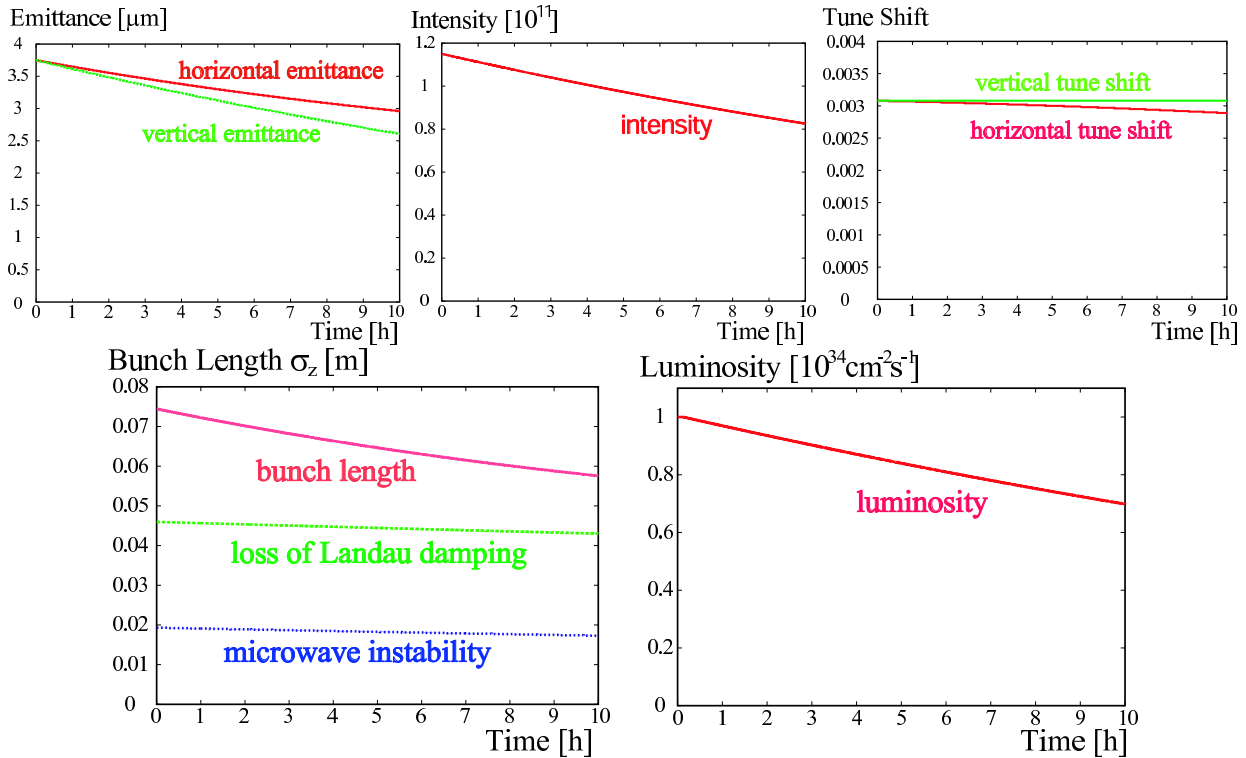 Emittance [μm]
4
3.5
3
2.5
2
1.5
1
0.5
0
horizontal emittance
vertical emittance
0 1 2 3 4 5 6 7 8 9 10
Time [h]
Intensity [10¹¹]
1.2
1
0.8
0.6
0.4
0.2
0
intensity
0 1 2 3 4 5 6 7 8 9 10
Time [h]
Tune Shift
0.004
0.0035
0.003
0.0025
0.002
0.0015
0.001
0.0005
0
vertical tune shift
horizontal tune shift
0 1 2 3 4 5 6 7 8 9 10
Time [h]
Bunch Length σz [m]
0.08
0.07
0.06
0.05
0.04
0.03
0.02
0.01
0
bunch length
loss of Landau damping
microwave instability
0 1 2 3 4 5 6 7 8 9 10
Time [h]
Luminosity [10³⁴cm⁻²s⁻¹]
1
0.8
0.6
0.4
0.2
0
luminosity
0 1 2 3 4 5 6 7 8 9 10
Time [h]